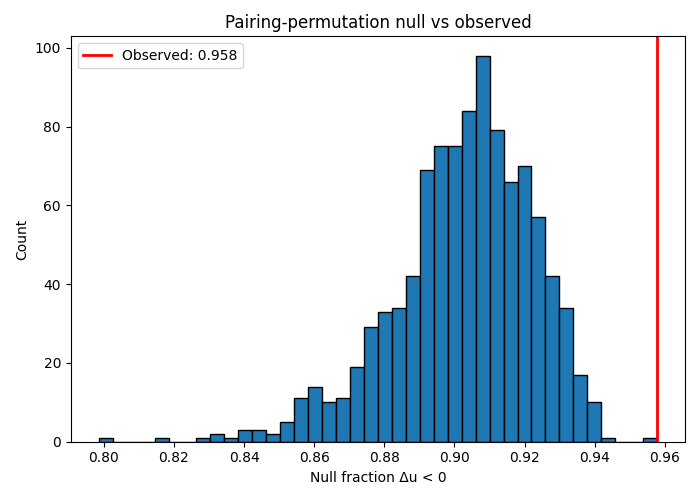 Pairing-permutation null vs observed
Observed: 0.958
Count
100
80
60
40
20
0
0.80 0.82 0.84 0.86 0.88 0.90 0.92 0.94 0.96
Null fraction Δu < 0